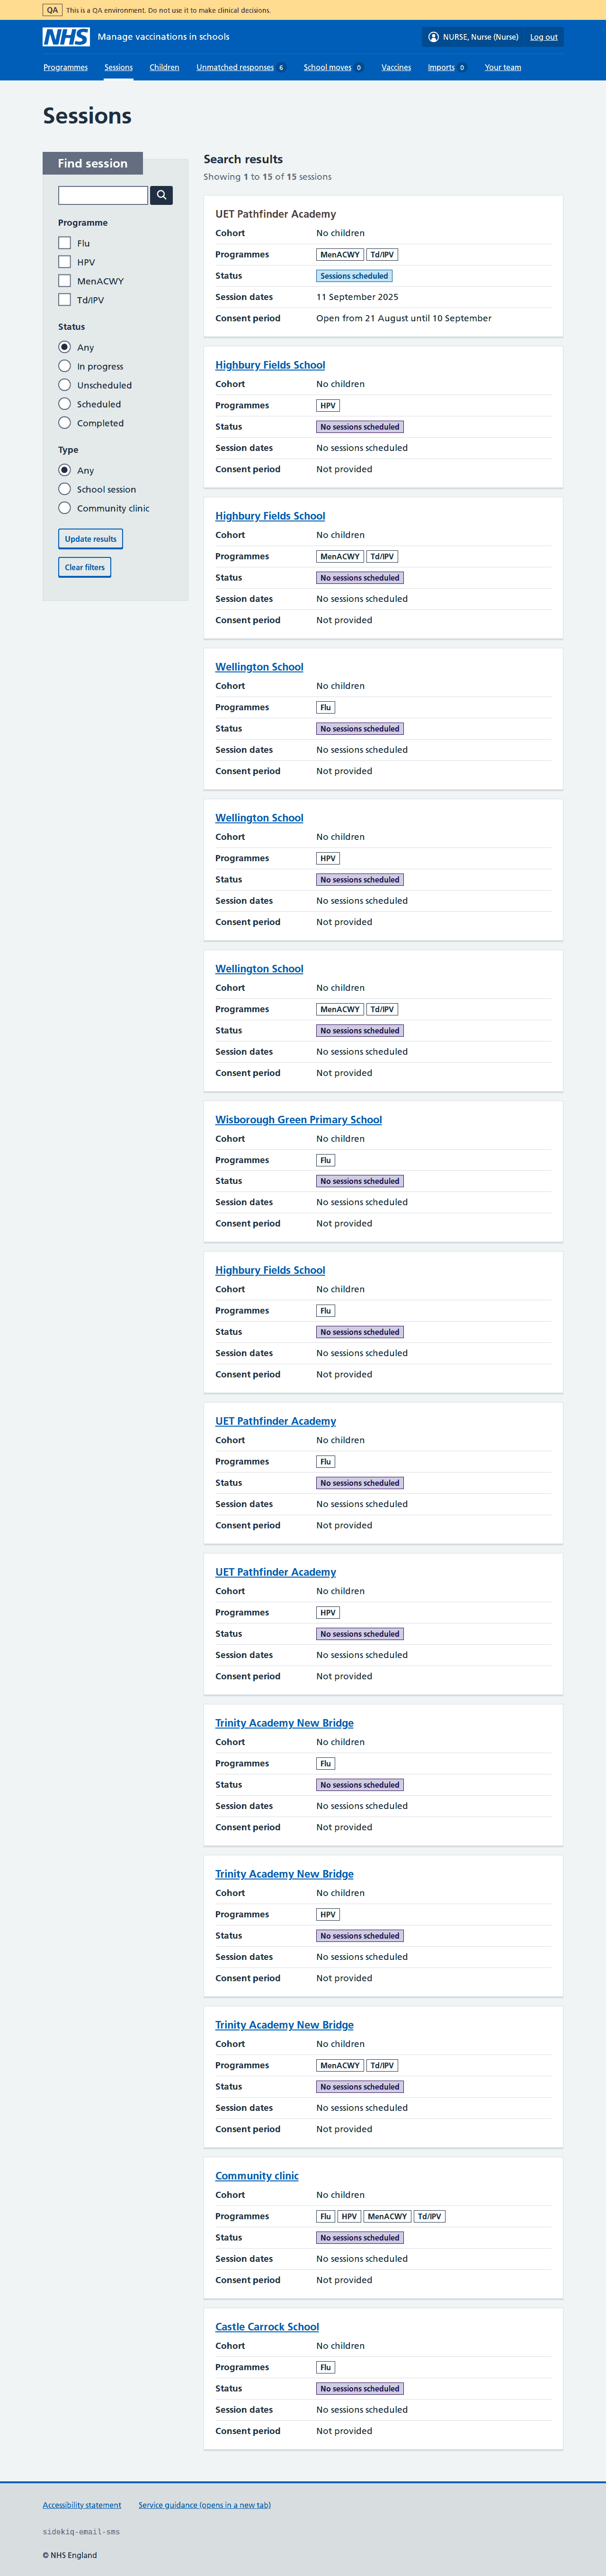 QA This is a QA environment. Do not use it to make clinical decisions.
NHS Manage vaccinations in schools NURSE, Nurse (Nurse) Log out
Programmes Sessions Children Unmatched responses 6 School moves 0 Vaccines Imports 0 Your team
Sessions
Find session
Programme
Flu
HPV
MenACWY
Td/IPV
Status
Any
In progress
Unscheduled
Scheduled
Completed
Type
Any
School session
Community clinic
Update results
Clear filters
Search results
Showing 1 to 15 of 15 sessions
UET Pathfinder Academy
Cohort No children
Programmes MenACWY Td/IPV
Status Sessions scheduled
Session dates 11 September 2025
Consent period Open from 21 August until 10 September
Highbury Fields School
Cohort No children
Programmes HPV
Status No sessions scheduled
Session dates No sessions scheduled
Consent period Not provided
Highbury Fields School
Cohort No children
Programmes MenACWY Td/IPV
Status No sessions scheduled
Session dates No sessions scheduled
Consent period Not provided
Wellington School
Cohort No children
Programmes Flu
Status No sessions scheduled
Session dates No sessions scheduled
Consent period Not provided
Wellington School
Cohort No children
Programmes HPV
Status No sessions scheduled
Session dates No sessions scheduled
Consent period Not provided
Wellington School
Cohort No children
Programmes MenACWY Td/IPV
Status No sessions scheduled
Session dates No sessions scheduled
Consent period Not provided
Wisborough Green Primary School
Cohort No children
Programmes Flu
Status No sessions scheduled
Session dates No sessions scheduled
Consent period Not provided
Highbury Fields School
Cohort No children
Programmes Flu
Status No sessions scheduled
Session dates No sessions scheduled
Consent period Not provided
UET Pathfinder Academy
Cohort No children
Programmes Flu
Status No sessions scheduled
Session dates No sessions scheduled
Consent period Not provided
UET Pathfinder Academy
Cohort No children
Programmes HPV
Status No sessions scheduled
Session dates No sessions scheduled
Consent period Not provided
Trinity Academy New Bridge
Cohort No children
Programmes Flu
Status No sessions scheduled
Session dates No sessions scheduled
Consent period Not provided
Trinity Academy New Bridge
Cohort No children
Programmes HPV
Status No sessions scheduled
Session dates No sessions scheduled
Consent period Not provided
Trinity Academy New Bridge
Cohort No children
Programmes MenACWY Td/IPV
Status No sessions scheduled
Session dates No sessions scheduled
Consent period Not provided
Community clinic
Cohort No children
Programmes Flu HPV MenACWY Td/IPV
Status No sessions scheduled
Session dates No sessions scheduled
Consent period Not provided
Castle Carrock School
Cohort No children
Programmes Flu
Status No sessions scheduled
Session dates No sessions scheduled
Consent period Not provided
Accessibility statement Service guidance (opens in a new tab)
sidekiq-email-sms
© NHS England